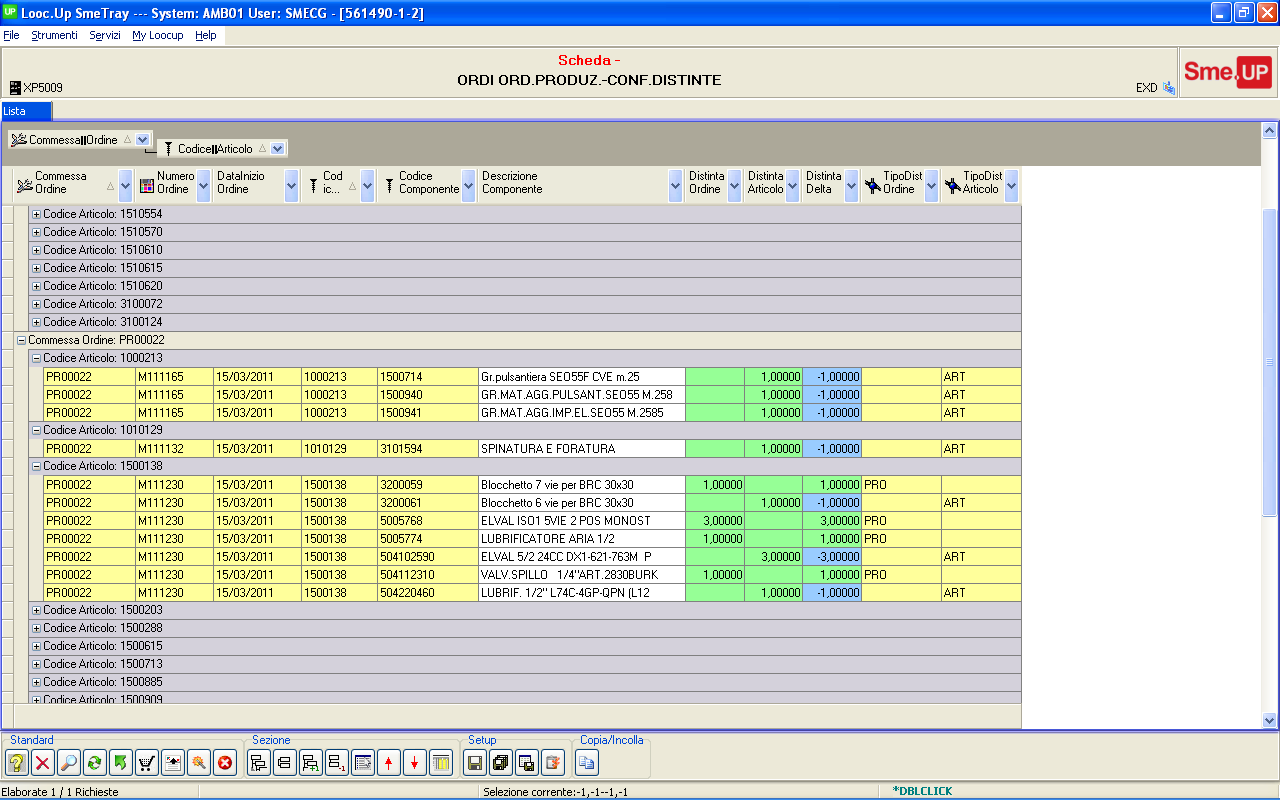 UP Looc.Up SmeTray --- System: AMB01 User: SMECG - [561490-1-2]
File Strumenti Servizi My Loocup Help
Scheda -
ORDI ORD.PRODUZ.-CONF.DISTINTE
XP5009
EXD
Sme.UP
Lista
Commessa||Ordine
Codice||Articolo
Commessa Ordine
Numero Ordine
DataInizio Ordine
Cod ic...
Codice Componente
Descrizione Componente
Distinta Ordine
Distinta Articolo
Distinta Delta
TipoDist Ordine
TipoDist Articolo
Codice Articolo: 1510554
Codice Articolo: 1510570
Codice Articolo: 1510610
Codice Articolo: 1510615
Codice Articolo: 1510620
Codice Articolo: 3100072
Codice Articolo: 3100124
Commessa Ordine: PR00022
Codice Articolo: 1000213
PR00022 M111165 15/03/2011 1000213 1500714 Gr.pulsantiera SEO55F CVE m.25 1,00000 -1,00000 ART
PR00022 M111165 15/03/2011 1000213 1500940 GR.MAT.AGG.PULSANT.SEO55 M.258 1,00000 -1,00000 ART
PR00022 M111165 15/03/2011 1000213 1500941 GR.MAT.AGG.IMP.EL.SEO55 M.2585 1,00000 -1,00000 ART
Codice Articolo: 1010129
PR00022 M111132 15/03/2011 1010129 3101594 SPINATURA E FORATURA 1,00000 -1,00000 ART
Codice Articolo: 1500138
PR00022 M111230 15/03/2011 1500138 3200059 Blocchetto 7 vie per BRC 30x30 1,00000 1,00000 PRO
PR00022 M111230 15/03/2011 1500138 3200061 Blocchetto 6 vie per BRC 30x30 1,00000 -1,00000 ART
PR00022 M111230 15/03/2011 1500138 5005768 ELVAL ISO1 5VIE 2 POS MONOST 3,00000 3,00000 PRO
PR00022 M111230 15/03/2011 1500138 5005774 LUBRIFICATORE ARIA 1/2 1,00000 1,00000 PRO
PR00022 M111230 15/03/2011 1500138 504102590 ELVAL 5/2 24CC DX1-621-763M P 3,00000 -3,00000 ART
PR00022 M111230 15/03/2011 1500138 504112310 VALV.SPILLO 1/4"ART.2830BURK 1,00000 1,00000 PRO
PR00022 M111230 15/03/2011 1500138 504220460 LUBRIF. 1/2" L74C-4GP-QPN (L12 1,00000 -1,00000 ART
Codice Articolo: 1500203
Codice Articolo: 1500288
Codice Articolo: 1500615
Codice Articolo: 1500713
Codice Articolo: 1500885
Codice Articolo: 1500909
Standard Sezione Setup Copia/Incolla
Elaborate 1 / 1 Richieste
Selezione corrente:-1,-1--1,-1
*DBLCLICK